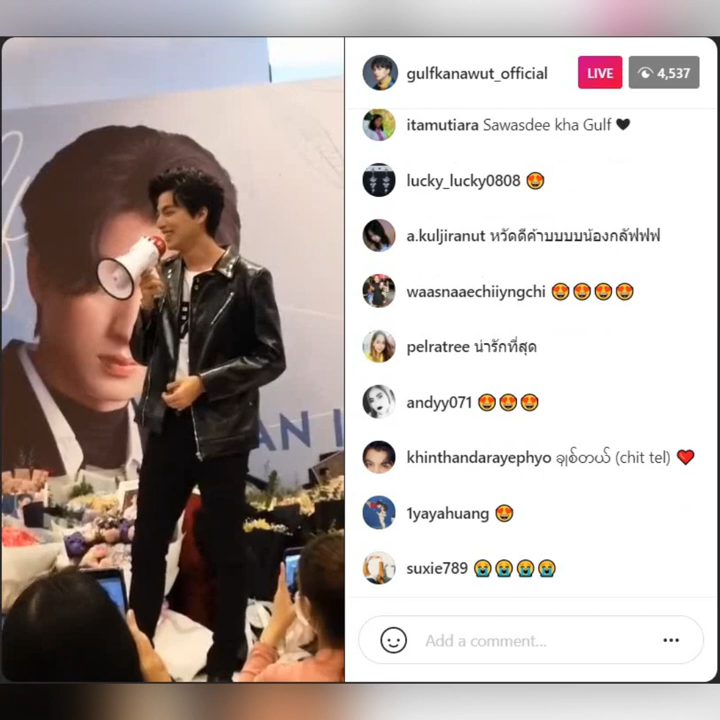 AN I
gulfkanawut_official LIVE 4,537
itamutiara Sawasdee kha Gulf 🖤
lucky_lucky0808 😍
a.kuljiranut หวัดดีค้าบบบบน้องกลัฟฟฟ
waasnaaechiiyngchi 😍😍😍😍
pelratree น่ารักที่สุด
andyy071 😍😍😍
khinthandarayephyo ချစ်တယ် (chit tel) ❤️
1yayahuang 😍
suxie789 😭😭😭😭
Add a comment...